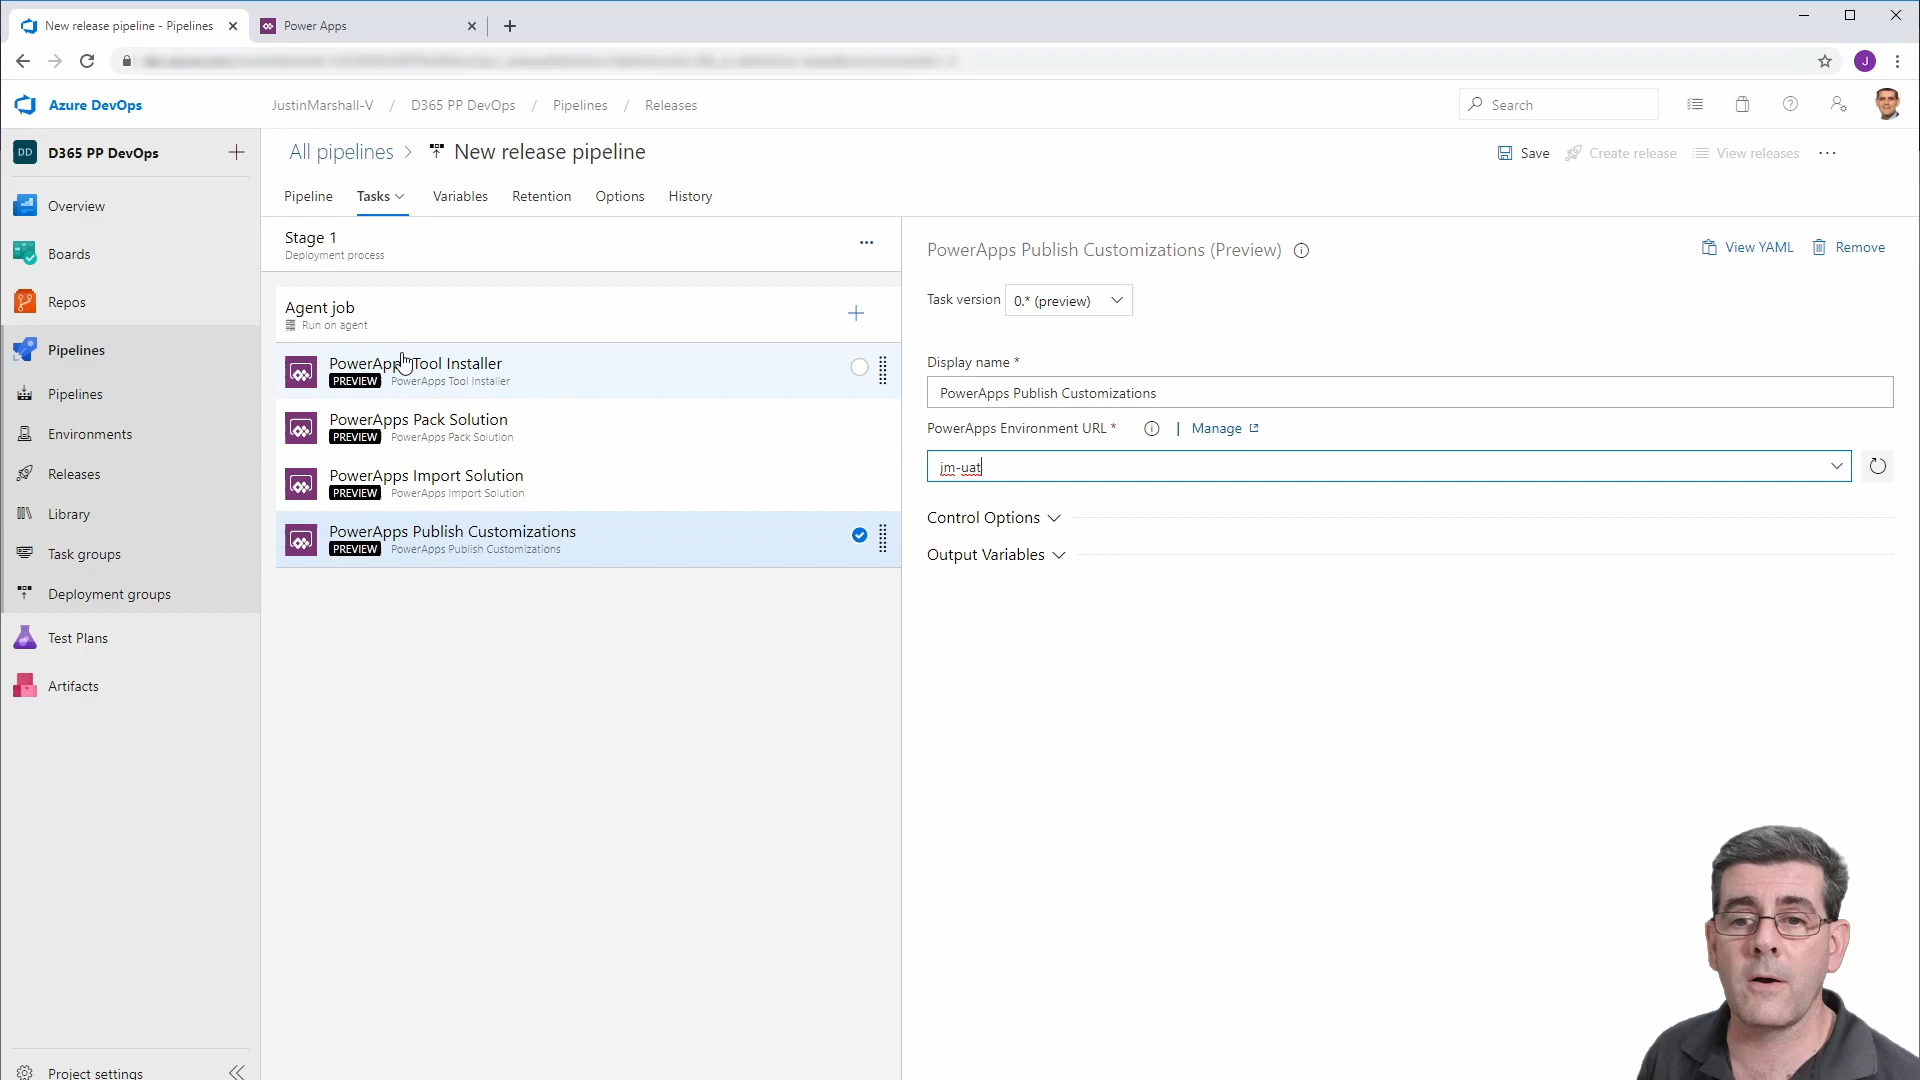 New release pipeline - Pipelines
Power Apps
J
Azure DevOps
JustinMarshall-V / D365 PP DevOps / Pipelines / Releases
Search
DD D365 PP DevOps
All pipelines > New release pipeline
Save
Create release
View releases
Pipeline
Tasks
Variables
Retention
Options
History
Overview
Boards
Repos
Pipelines
Pipelines
Environments
Releases
Library
Task groups
Deployment groups
Test Plans
Artifacts
Project settings
Stage 1
Deployment process
Agent job
Run on agent
PowerApps Tool Installer
PREVIEW PowerApps Tool Installer
PowerApps Pack Solution
PREVIEW PowerApps Pack Solution
PowerApps Import Solution
PREVIEW PowerApps Import Solution
PowerApps Publish Customizations
PREVIEW PowerApps Publish Customizations
PowerApps Publish Customizations (Preview)
View YAML
Remove
Task version 0.* (preview)
Display name *
PowerApps Publish Customizations
PowerApps Environment URL * | Manage
jm-uat
Control Options
Output Variables